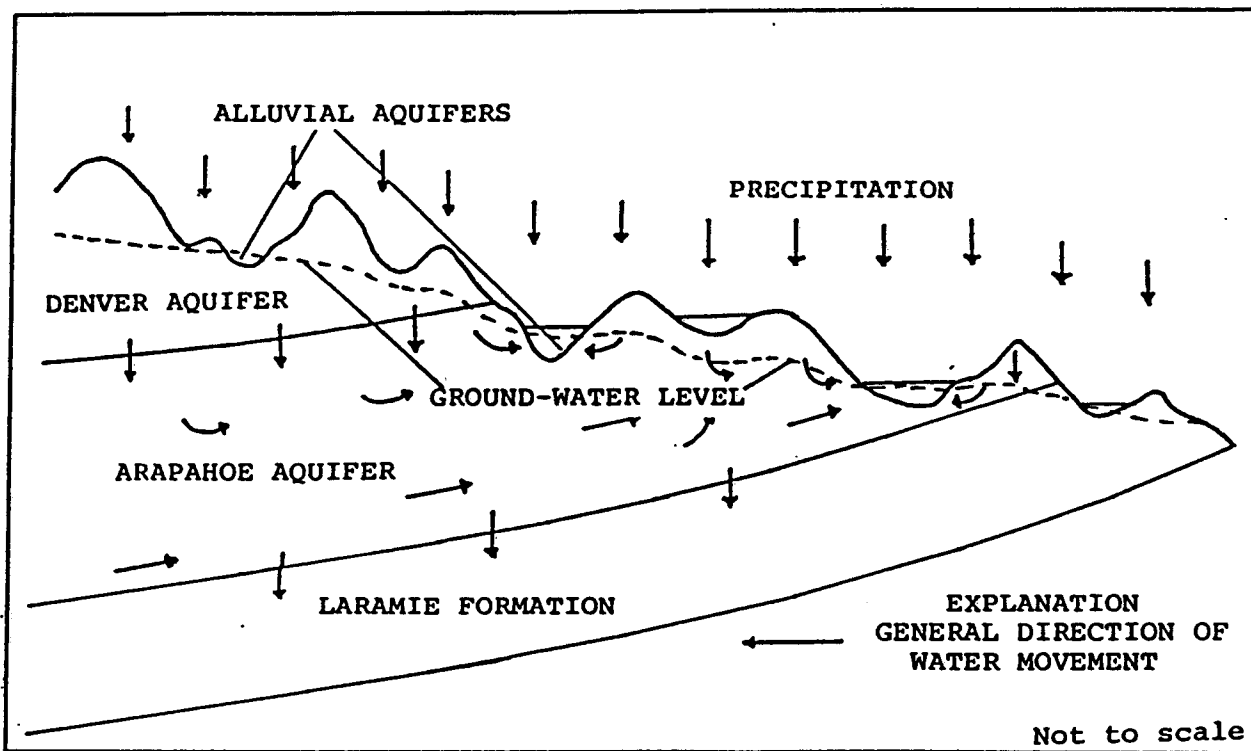 ALLUVIAL AQUIFERS
PRECIPITATION
DENVER AQUIFER
GROUND-WATER LEVEL
ARAPAHOE AQUIFER
LARAMIE FORMATION
EXPLANATION
GENERAL DIRECTION OF
WATER MOVEMENT
Not to scale